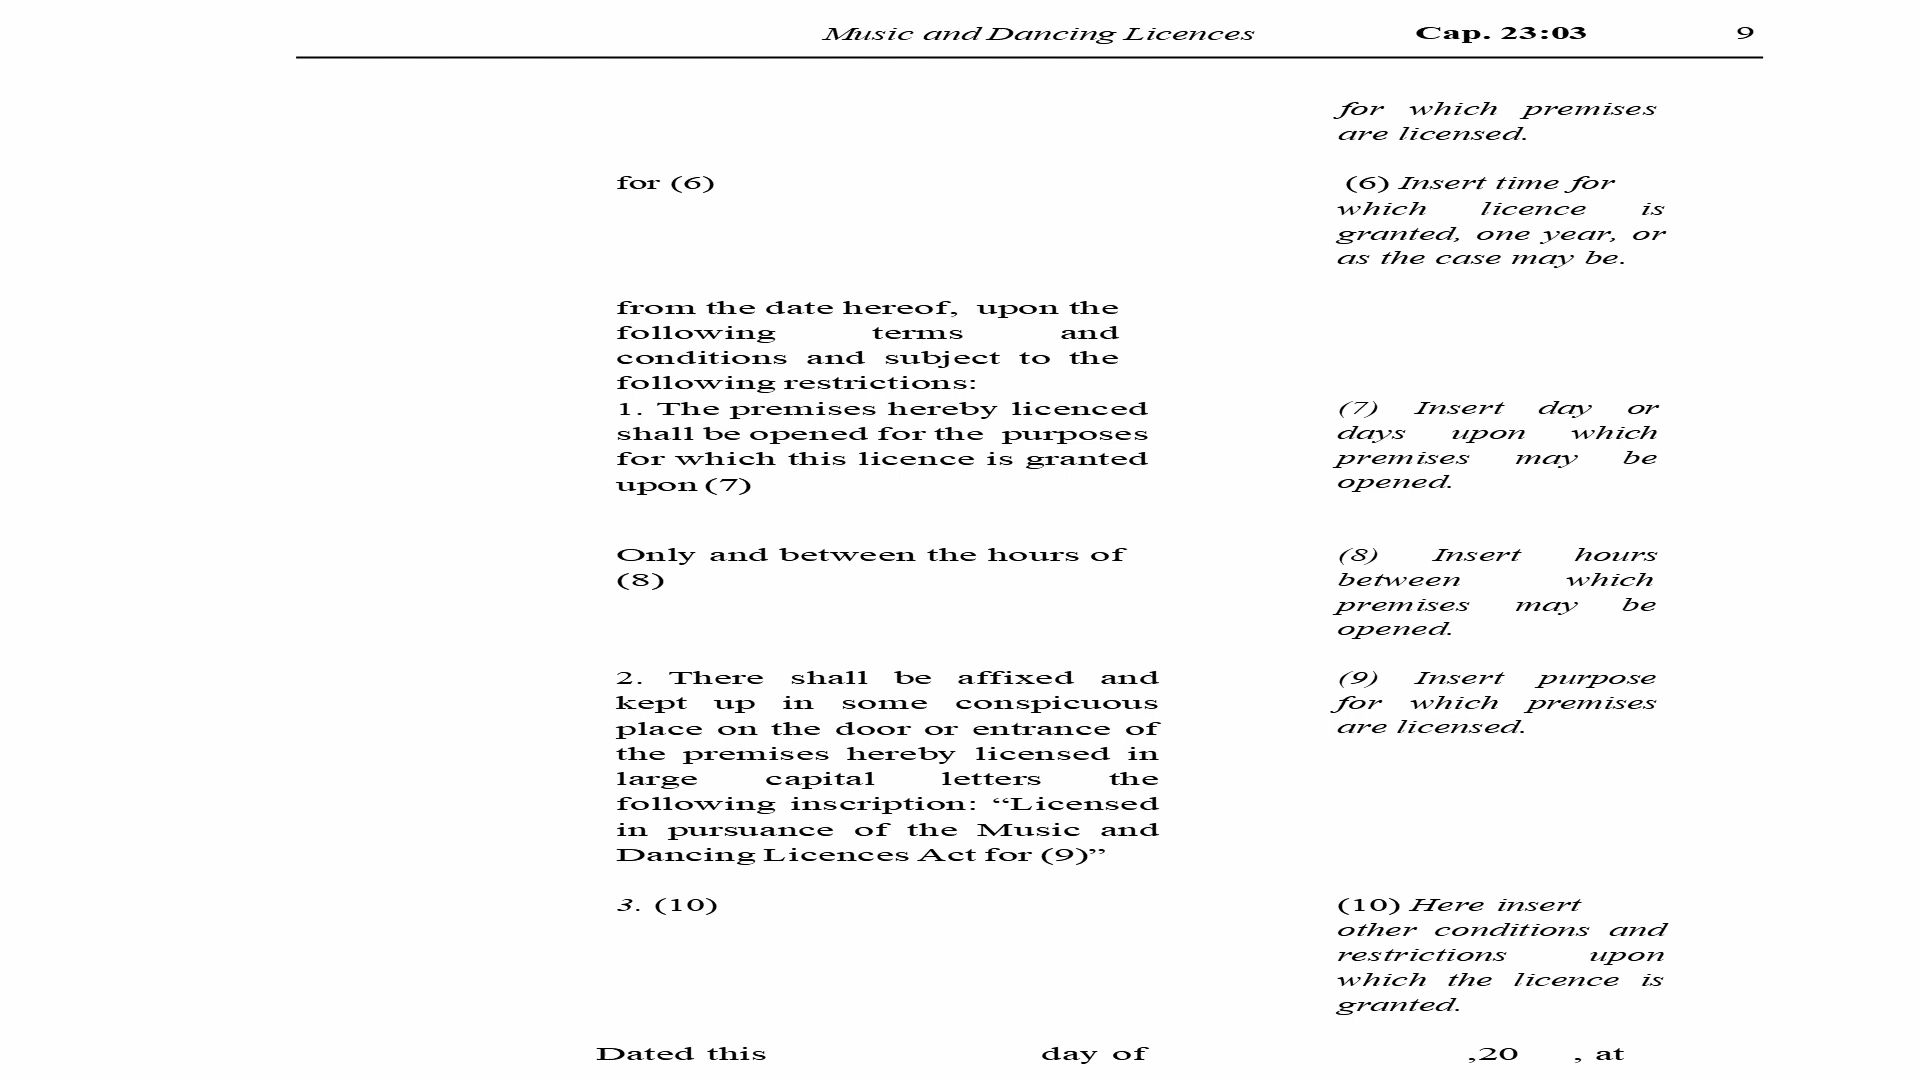 Music and Dancing Licences Cap. 23:03 9
for which premises
are licensed.
for (6)
(6) Insert time for
which licence is
granted, one year, or
as the case may be.
from the date hereof, upon the
following terms and
conditions and subject to the
following restrictions:
1. The premises hereby licenced
shall be opened for the purposes
for which this licence is granted
upon (7)
(7) Insert day or
days upon which
premises may be
opened.
Only and between the hours of
(8)
(8) Insert hours
between which
premises may be
opened.
2. There shall be affixed and
kept up in some conspicuous
place on the door or entrance of
the premises hereby licensed in
large capital letters the
following inscription: “Licensed
in pursuance of the Music and
Dancing Licences Act for (9)”
(9) Insert purpose
for which premises
are licensed.
3. (10)
(10) Here insert
other conditions and
restrictions upon
which the licence is
granted.
Dated this day of ,20 , at